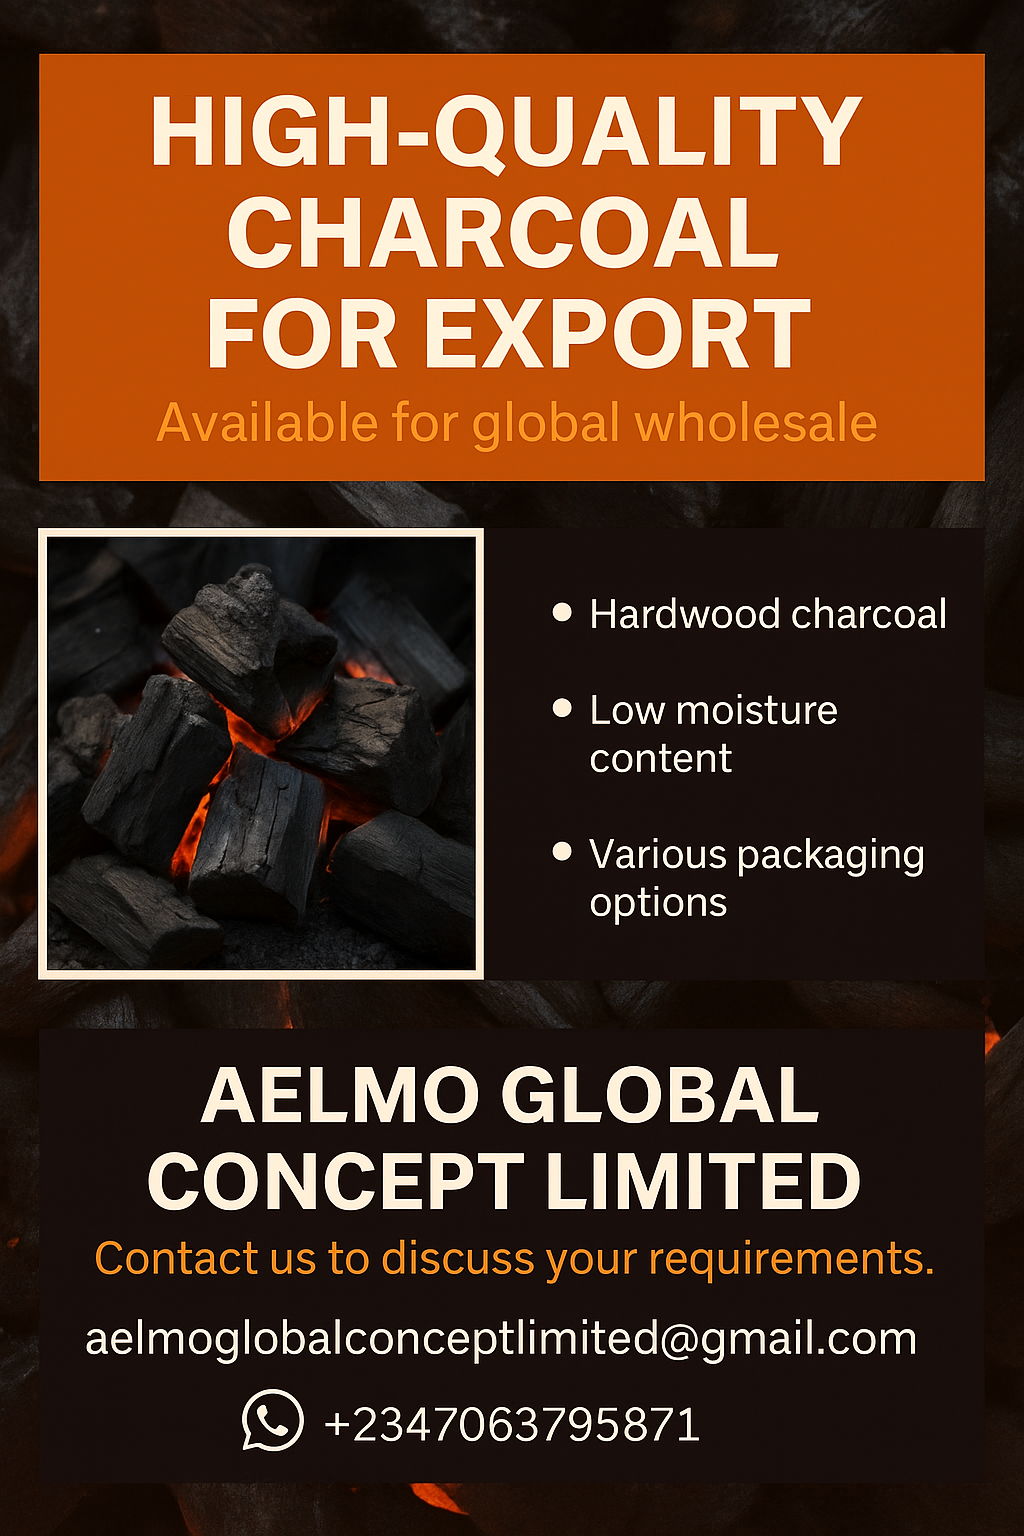 HIGH-QUALITY
CHARCOAL
FOR EXPORT
Available for global wholesale
• Hardwood charcoal
• Low moisture
content
• Various packaging
options
AELMO GLOBAL
CONCEPT LIMITED
Contact us to discuss your requirements.
aelmoglobalconceptlimited@gmail.com
+2347063795871